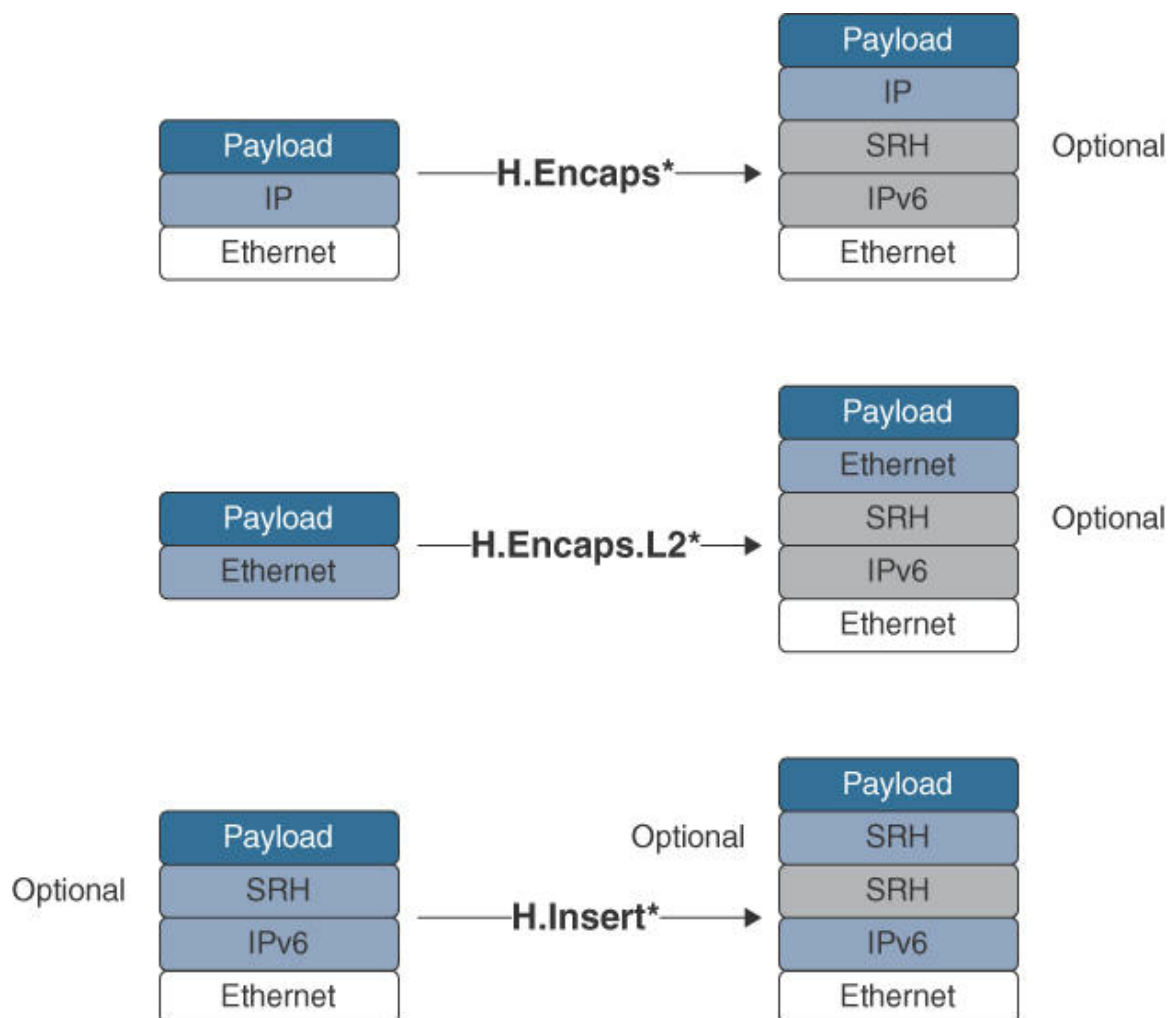 Payload
IP
Payload
SRH
Optional
H.Encaps*
IP
IPv6
Ethernet
Ethernet
Payload
Ethernet
Payload
SRH
Optional
H.Encaps.L2*
Ethernet
IPv6
Ethernet
Payload
Payload
Optional
SRH
Optional
SRH
SRH
H.Insert*
IPv6
IPv6
Ethernet
Ethernet